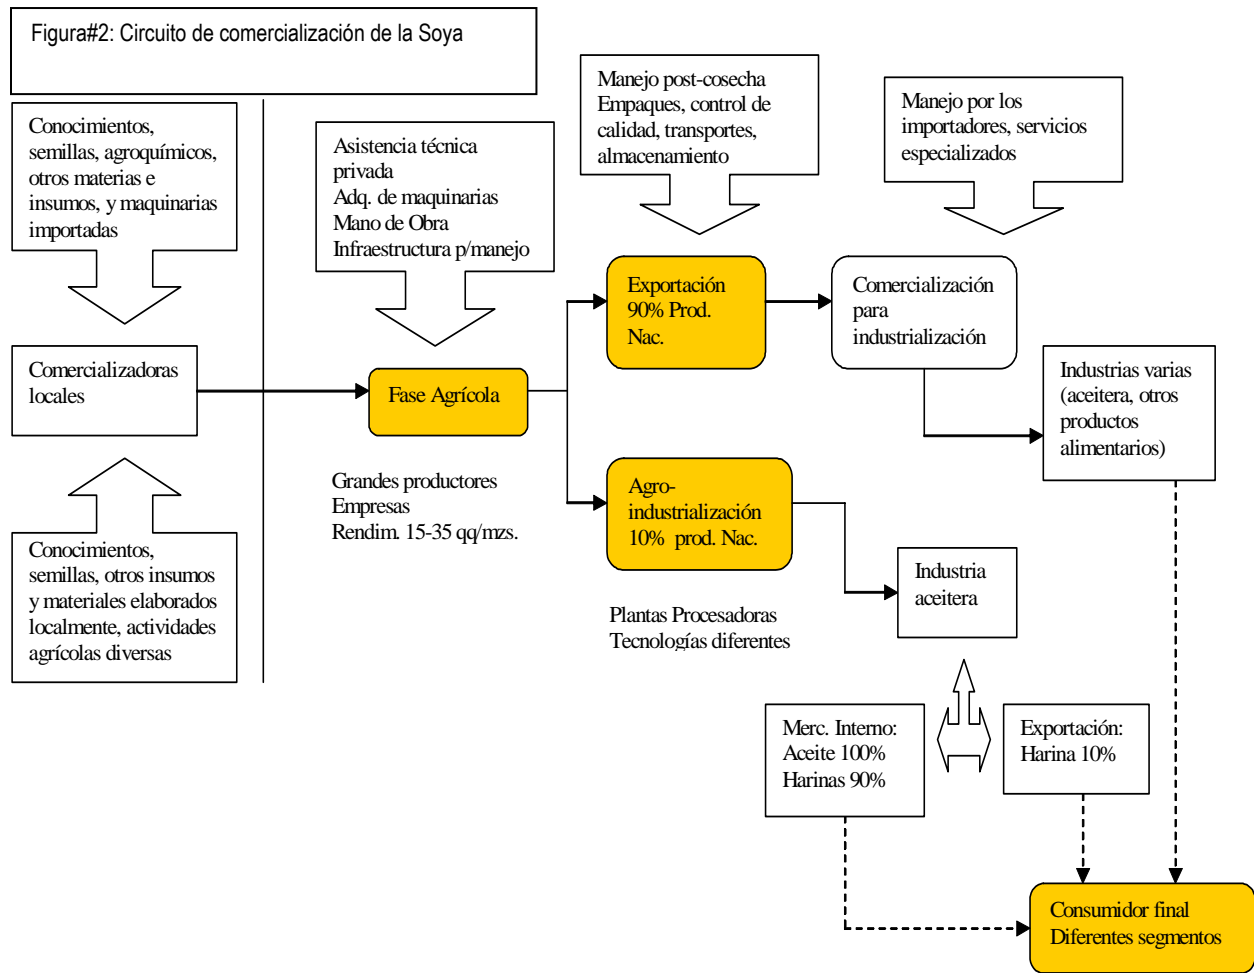 Figura#2: Circuito de comercialización de la Soya
Conocimientos,
semillas, agroquímicos,
otros materias e
insumos, y maquinarias
importadas
Asistencia técnica
privada
Adq. de maquinarias
Mano de Obra
Infraestructura p/manejo
Manejo post-cosecha
Empaques, control de
calidad, transportes,
almacenamiento
Manejo por los
importadores, servicios
especializados
Comercializadoras
locales
Fase Agrícola
Exportación
90% Prod.
Nac.
Comercialización
para
industrialización
Industrias varias
(aceitera, otros
productos
alimentarios)
Grandes productores
Empresas
Rendim. 15-35 qq/mzs.
Agro-
industrialización
10% prod. Nac.
Industria
aceitera
Plantas Procesadoras
Tecnologías diferentes
Conocimientos,
semillas, otros insumos
y materiales elaborados
localmente, actividades
agrícolas diversas
Merc. Interno:
Aceite 100%
Harinas 90%
Exportación:
Harina 10%
Consumidor final
Diferentes segmentos